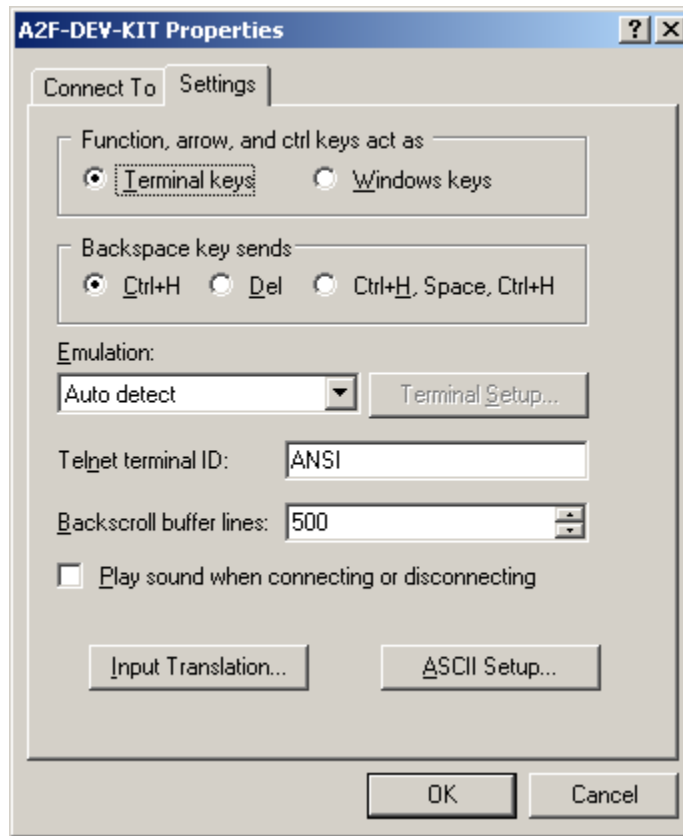 A2F-DEV-KIT Properties
Connect To Settings
Function, arrow, and ctrl keys act as
Terminal keys Windows keys
Backspace key sends
Ctrl+H Del Ctrl+H, Space, Ctrl+H
Emulation:
Auto detect Terminal Setup...
Telnet terminal ID: ANSI
Backscroll buffer lines: 500
Play sound when connecting or disconnecting
Input Translation... ASCII Setup...
OK Cancel